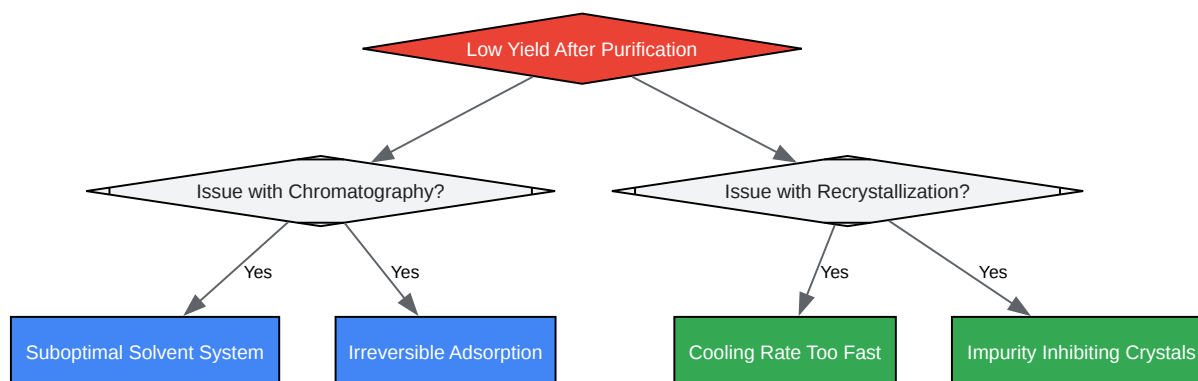 Low Yield After Purification
Issue with Chromatography?
Issue with Recrystallization?
Yes
Yes
Yes
Yes
Suboptimal Solvent System
Irreversible Adsorption
Cooling Rate Too Fast
Impurity Inhibiting Crystals